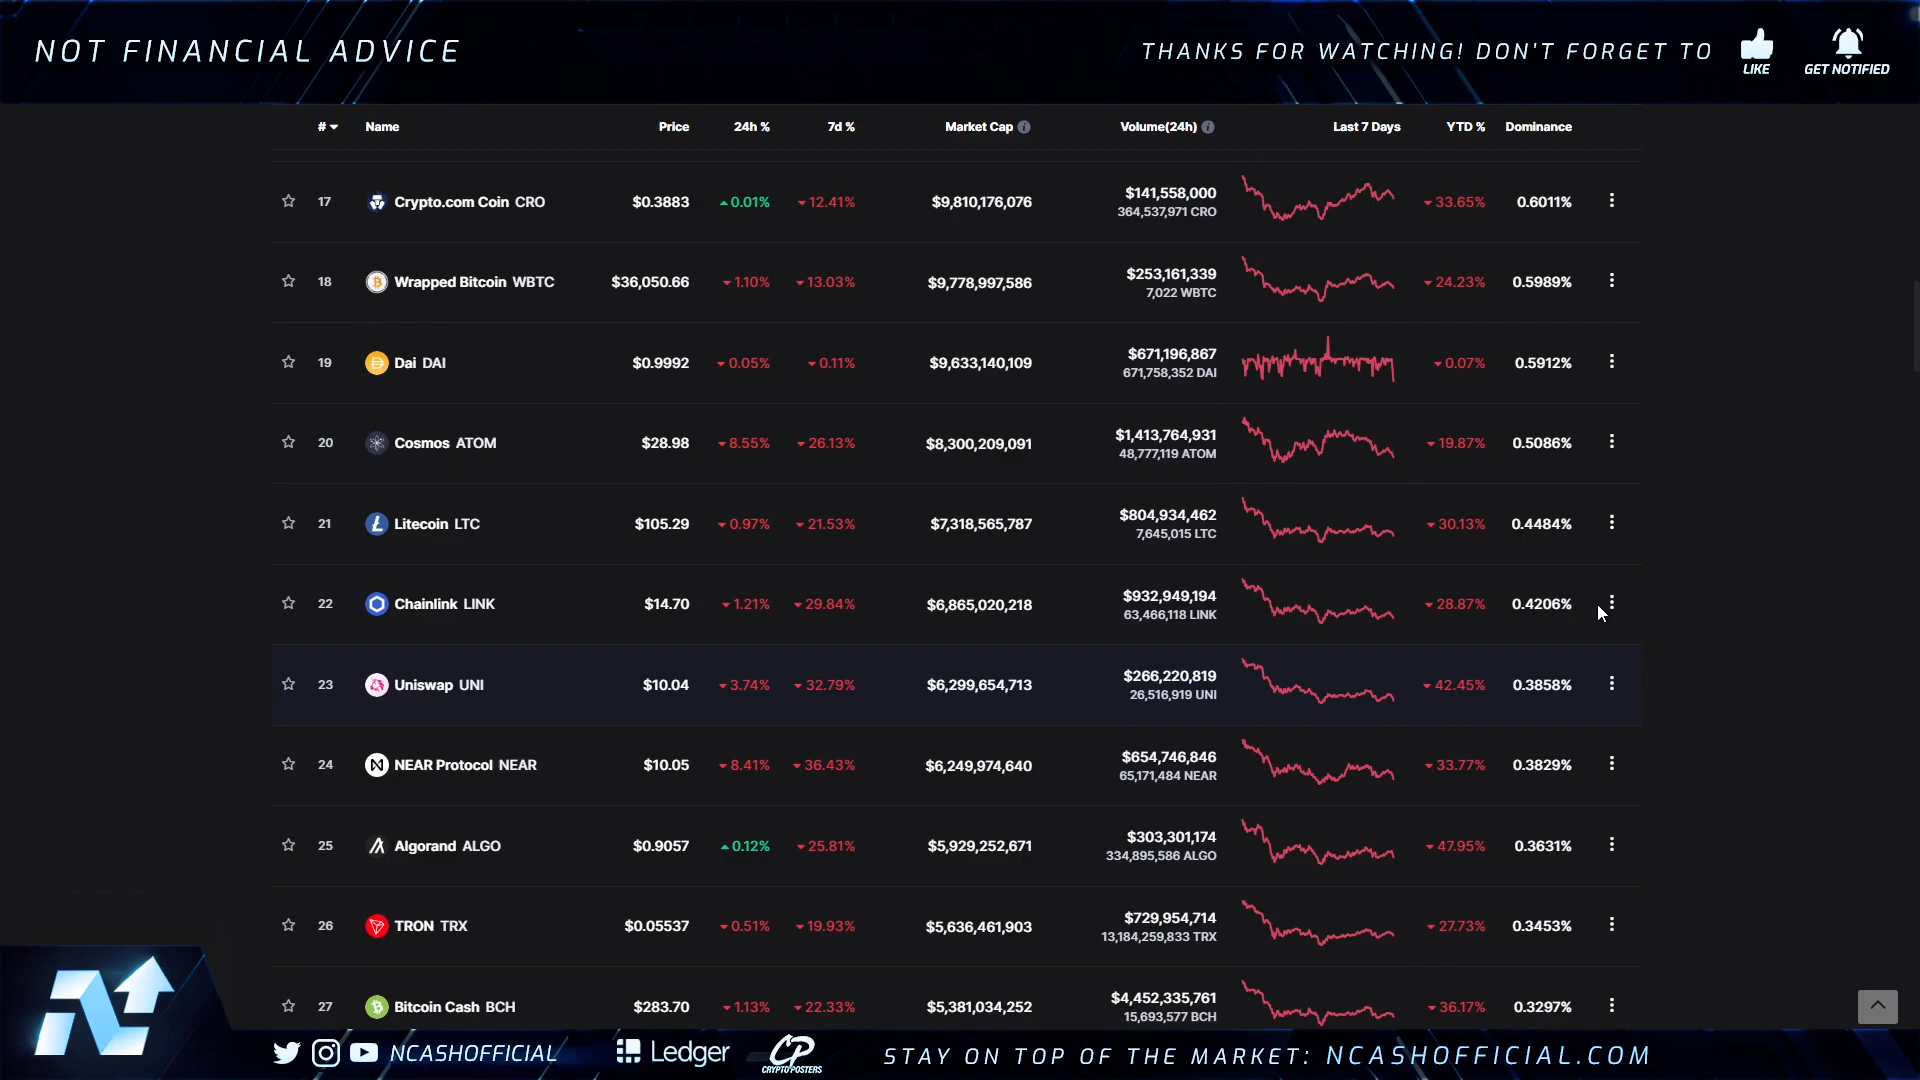 NOT FINANCIAL ADVICE
THANKS FOR WATCHING! DON'T FORGET TO
LIKE
GET NOTIFIED
# Name Price 24h % 7d % Market Cap Volume(24h) Last 7 Days YTD % Dominance
17 Crypto.com Coin CRO $0.3883 0.01% 12.41% $9,810,176,076 $141,558,000 33.65% 0.6011%
364,537,971 CRO
18 Wrapped Bitcoin WBTC $36,050.66 1.10% 13.03% $9,778,997,586 $253,161,339 24.23% 0.5989%
7,022 WBTC
19 Dai DAI $0.9992 0.05% 0.11% $9,633,140,109 $671,196,867 0.07% 0.5912%
671,758,352 DAI
20 Cosmos ATOM $28.98 8.55% 26.13% $8,300,209,091 $1,413,764,931 19.87% 0.5086%
48,777,119 ATOM
21 Litecoin LTC $105.29 0.97% 21.53% $7,318,565,787 $804,934,462 30.13% 0.4484%
7,645,015 LTC
22 Chainlink LINK $14.70 1.21% 29.84% $6,865,020,218 $932,949,194 28.87% 0.4206%
63,466,118 LINK
23 Uniswap UNI $10.04 3.74% 32.79% $6,299,654,713 $266,220,819 42.45% 0.3858%
26,516,919 UNI
24 NEAR Protocol NEAR $10.05 8.41% 36.43% $6,249,974,640 $654,746,846 33.77% 0.3829%
65,171,484 NEAR
25 Algorand ALGO $0.9057 0.12% 25.81% $5,929,252,671 $303,301,174 47.95% 0.3631%
334,895,586 ALGO
26 TRON TRX $0.05537 0.51% 19.93% $5,636,461,903 $729,954,714 27.73% 0.3453%
13,184,259,833 TRX
27 Bitcoin Cash BCH $283.70 1.13% 22.33% $5,381,034,252 $4,452,335,761 36.17% 0.3297%
15,693,577 BCH
NCASHOFFICIAL
Ledger
CP
CRYPTO POSTERS
STAY ON TOP OF THE MARKET: NCASHOFFICIAL.COM